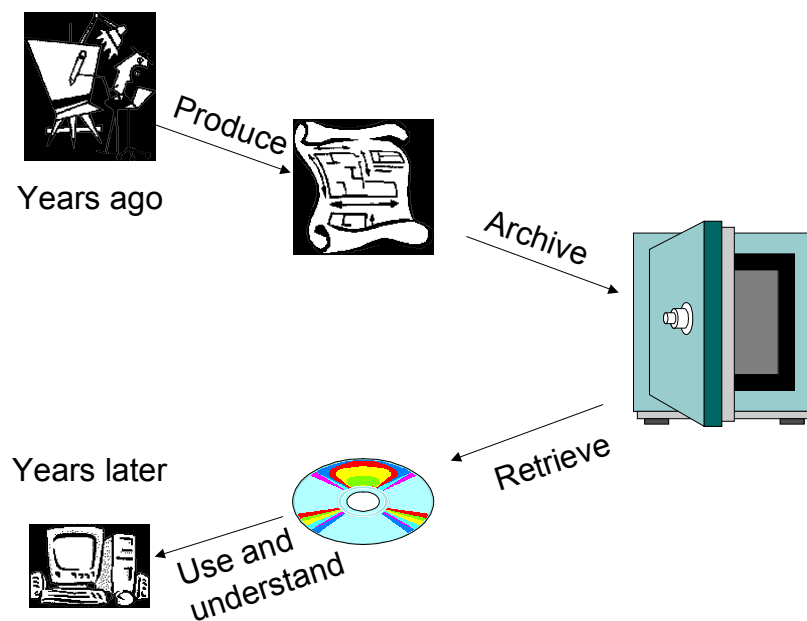 Produce
Years ago
Archive
Retrieve
Years later
Use and
understand